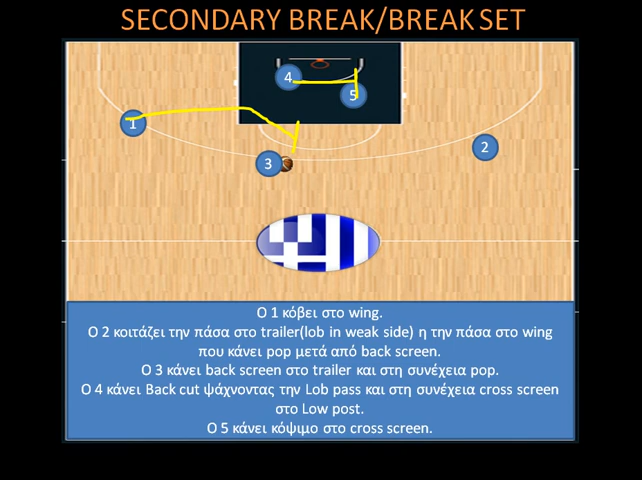 SECONDARY BREAK/BREAK SET
4
5
1
2
3
Ο 1 κόβει στο wing.
Ο 2 κοιτάζει την πάσα στο trailer(lob in weak side) η την πάσα στο wing
που κάνει pop μετά από back screen.
Ο 3 κάνει back screen στο trailer και στη συνέχεια pop.
Ο 4 κάνει Back cut ψάχνοντας την Lob pass και στη συνέχεια cross screen
στο Low post.
Ο 5 κάνει κόψιμο στο cross screen.